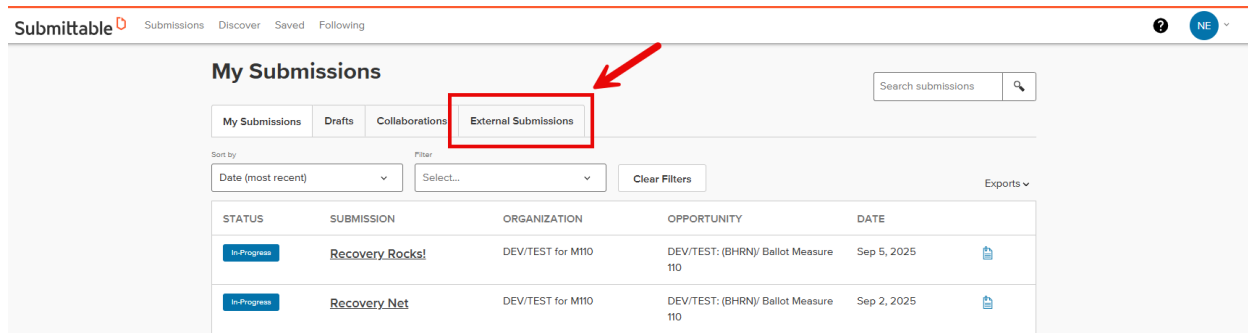 Submittable Submissions Discover Saved Following ? NE
My Submissions
Search submissions
My Submissions Drafts Collaborations External Submissions
Sort by Filter
Date (most recent) Select... Clear Filters
Exports
STATUS SUBMISSION ORGANIZATION OPPORTUNITY DATE
In-Progress Recovery Rocks! DEV/TEST for M110 DEV/TEST: (BHRN)/ Ballot Measure Sep 5, 2025
110
In-Progress Recovery Net DEV/TEST for M110 DEV/TEST: (BHRN)/ Ballot Measure Sep 2, 2025
110